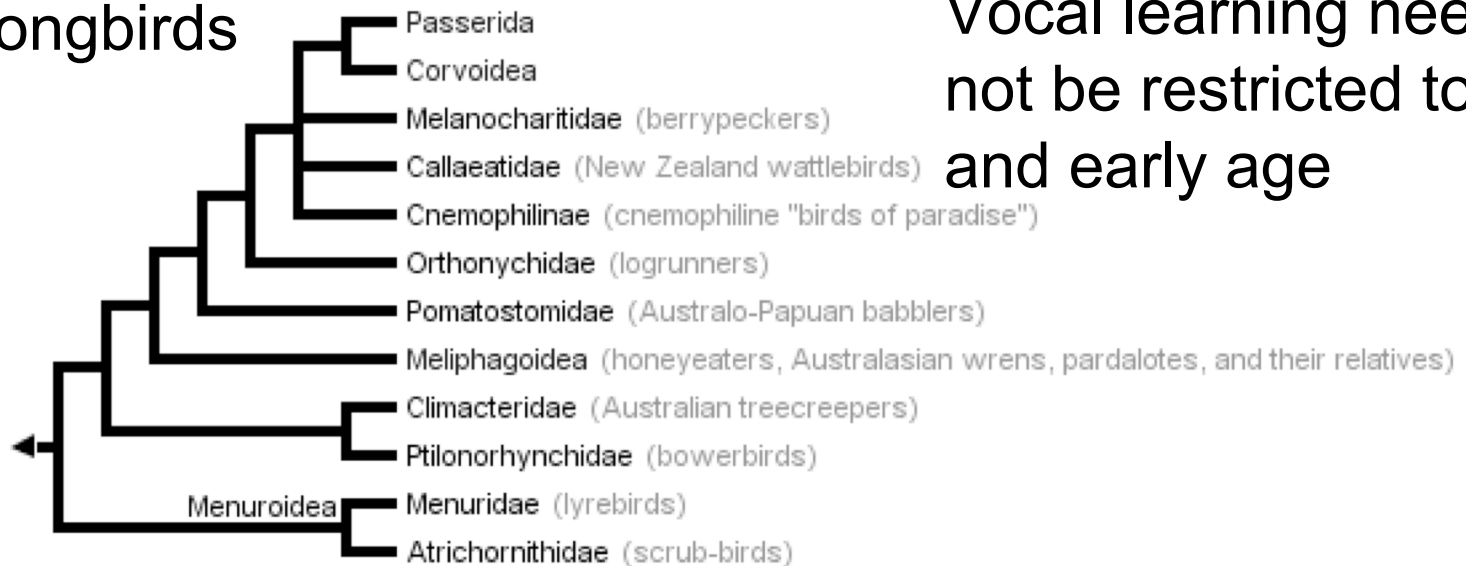 ongbirds
Vocal learning nee
not be restricted to
and early age
Passerida
Corvoidea
Melanocharitidae (berrypeckers)
Callaeatidae (New Zealand wattlebirds)
Cnemophilinae (cnemophiline "birds of paradise")
Orthonychidae (logrunners)
Pomatostomidae (Australo-Papuan babblers)
Meliphagoidea (honeyeaters, Australasian wrens, pardalotes, and their relatives)
Climacteridae (Australian treecreepers)
Ptilonorhynchidae (bowerbirds)
Menuroidea
Menuridae (lyrebirds)
Atrichornithidae (scrub-birds)